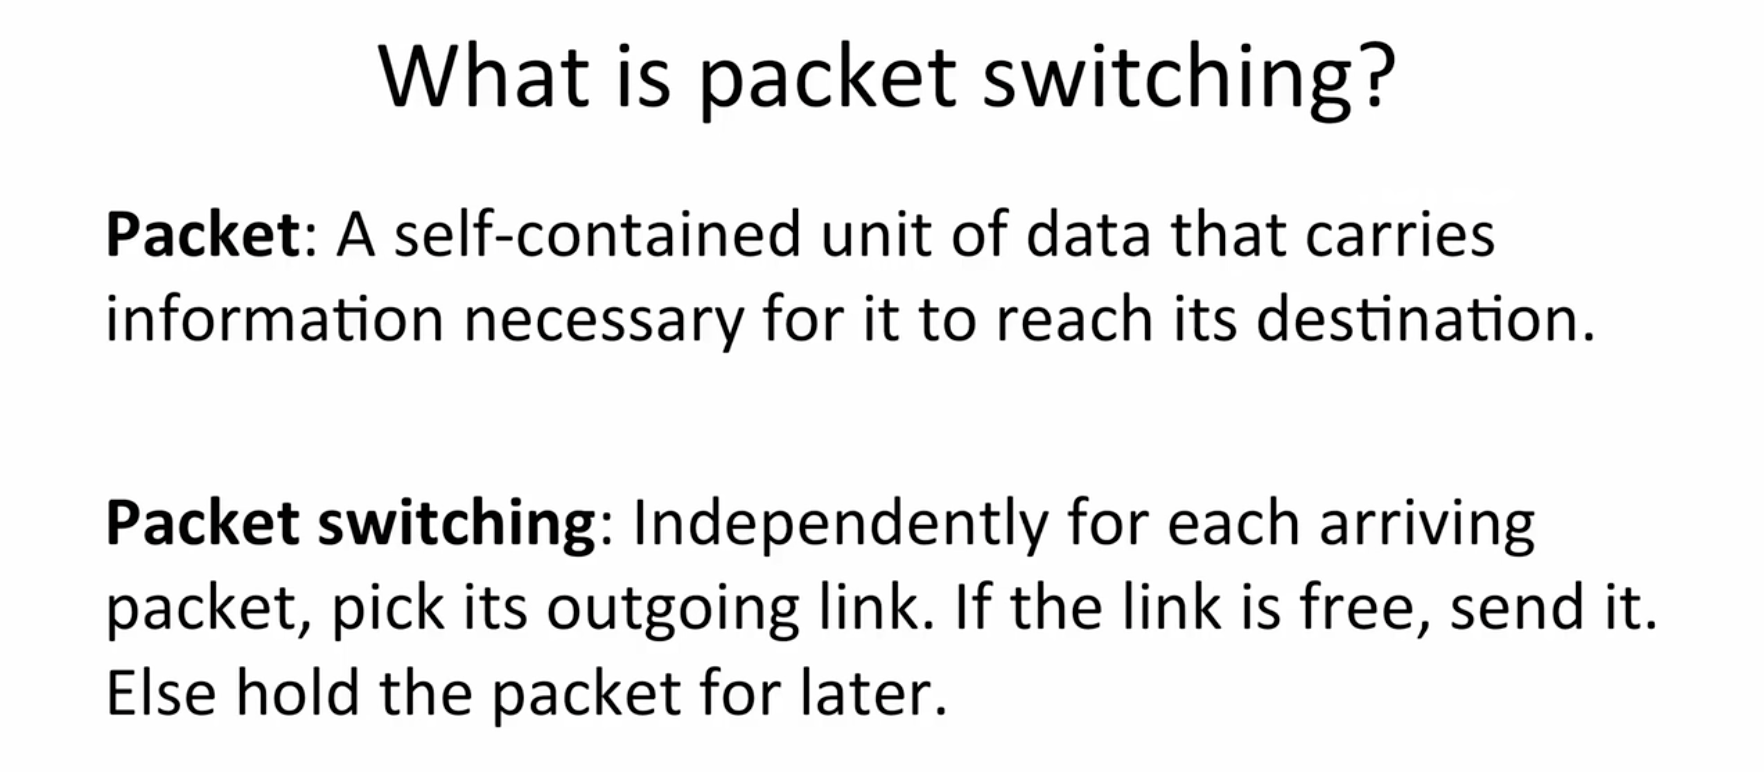 What is packet switching?
Packet: A self-contained unit of data that carries
information necessary for it to reach its destination.
Packet switching: Independently for each arriving
packet, pick its outgoing link. If the link is free, send it.
Else hold the packet for later.